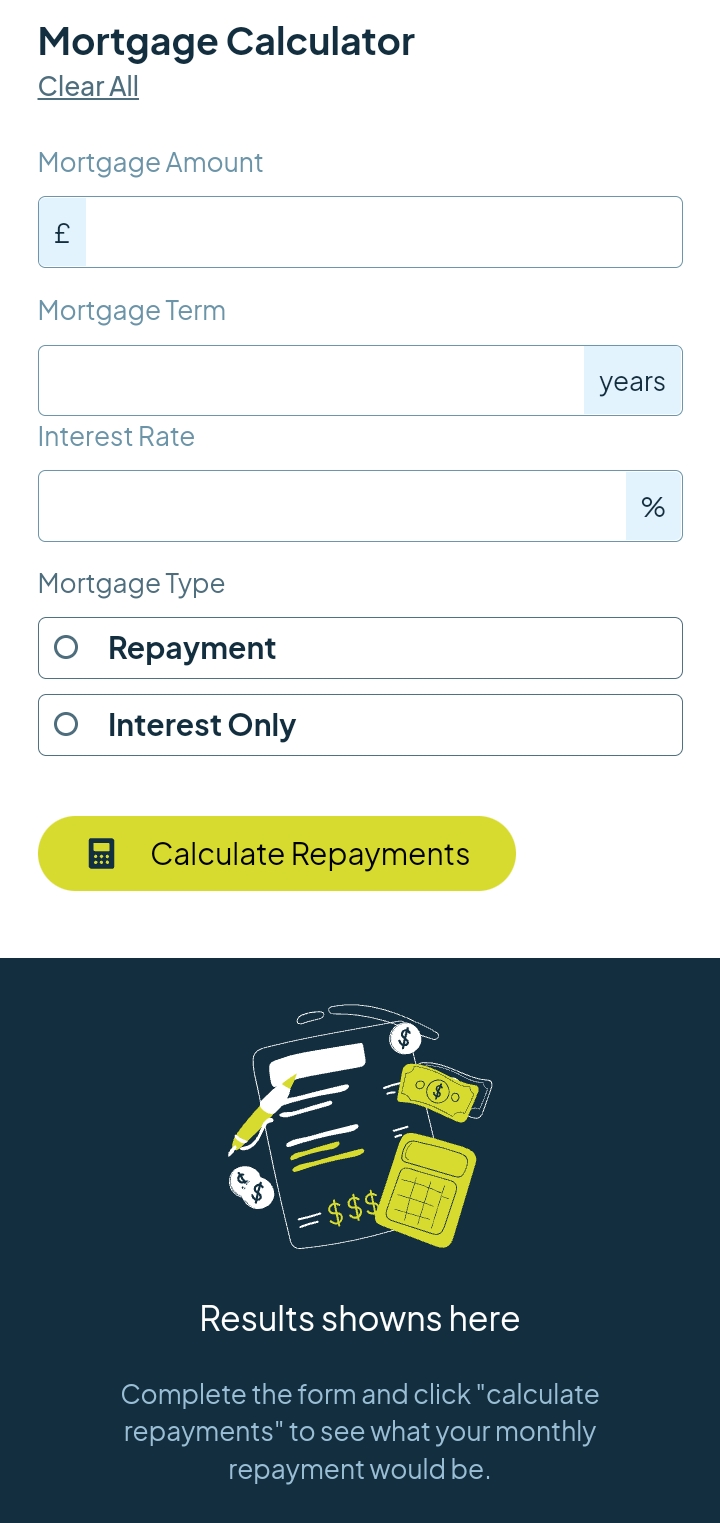 Mortgage Calculator
Clear All
Mortgage Amount
£
Mortgage Term
years
Interest Rate
%
Mortgage Type
Repayment
Interest Only
Calculate Repayments
$
$
$
$$$
Results showns here
Complete the form and click "calculate
repayments" to see what your monthly
repayment would be.